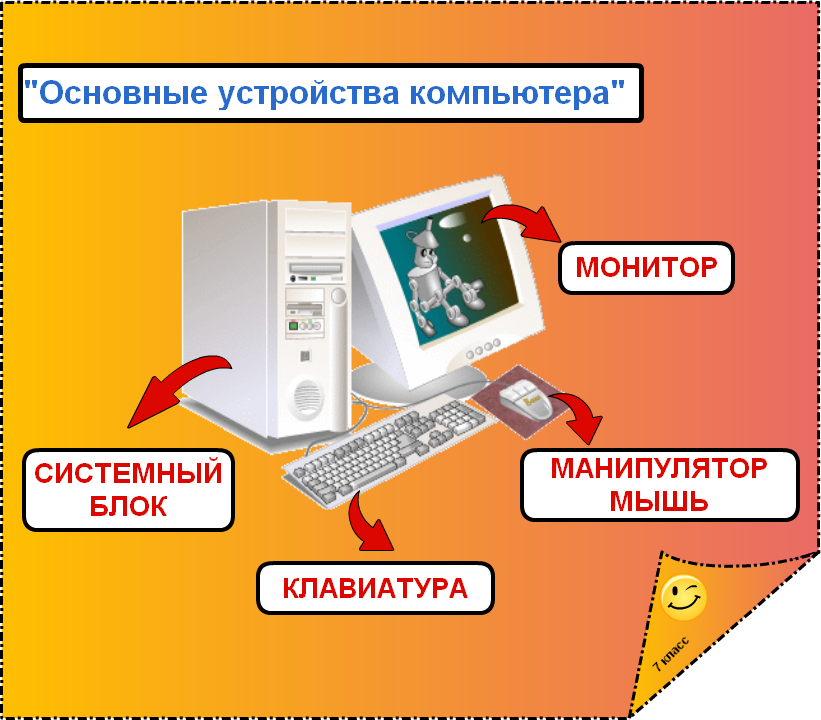 "Основные устройства компьютера"
МОНИТОР
СИСТЕМНЫЙ
БЛОК
МАНИПУЛЯТОР
МЫШЬ
КЛАВИАТУРА
7 класс